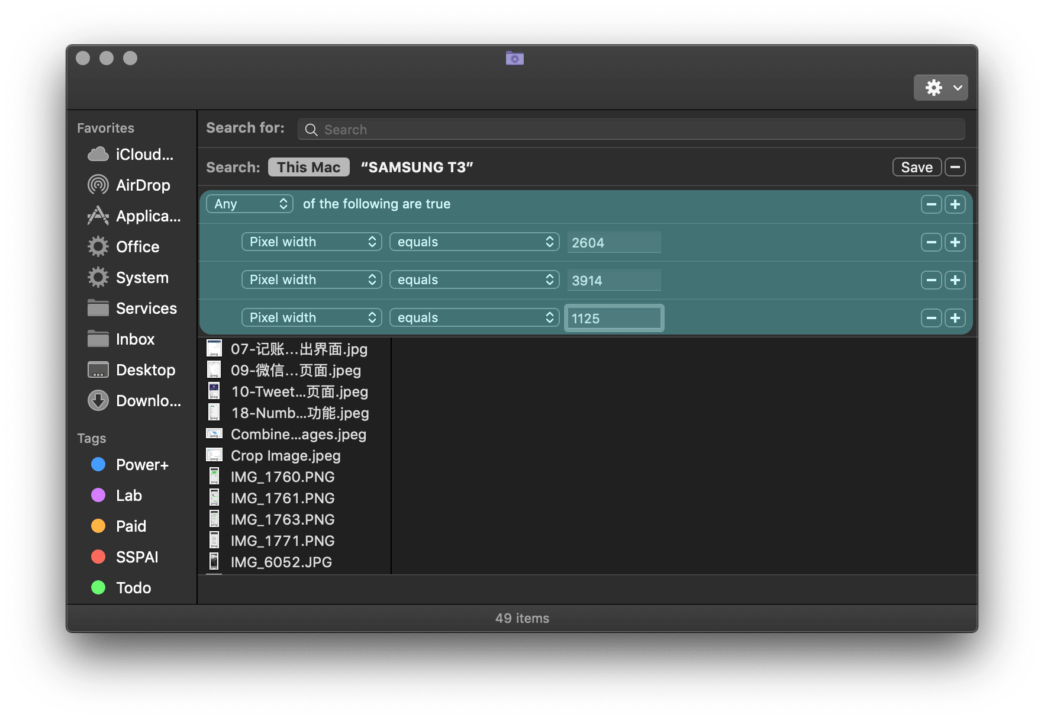 Search for: Search
Search: This Mac “SAMSUNG T3” Save
Any of the following are true
Pixel width equals 2604
Pixel width equals 3914
Pixel width equals 1125
Favorites
iCloud...
AirDrop
Applica...
Office
System
Services
Inbox
Desktop
Downlo...
Tags
Power+
Lab
Paid
SSPAI
Todo
07-记账...出界面.jpg
09-微信...页面.jpeg
10-Tweet...页面.jpeg
18-Numb...功能.jpeg
Combine...ages.jpeg
Crop Image.jpeg
IMG_1760.PNG
IMG_1761.PNG
IMG_1763.PNG
IMG_1771.PNG
IMG_6052.JPG
49 items